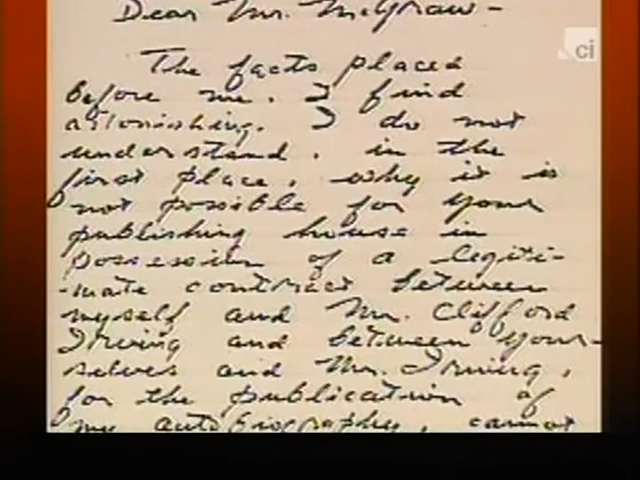 Dear Mr. McGraw-
ci
The facts placed
before me, I find
astonishing. I do not
understand, in the
first place, why it is
not possible for your
publishing house in
possession of a legiti-
-mate contract between
myself and Mr. Clifford
Irving and between your-
selves and Mr. Irving,
for the publication of
my autobiography, cannot